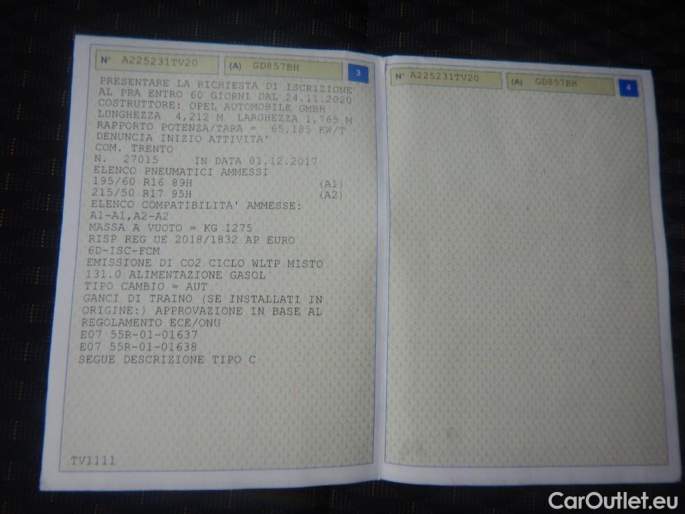 N° A225231TV20 (A) GD857BH 3
PRESENTARE LA RICHIESTA DI ISCRIZIONE
AL PRA ENTRO 60 GIORNI DAL 24.11.2020
COSTRUTTORE: OPEL AUTOMOBILE GMBH
LUNGHEZZA 4,212 M LARGHEZZA 1,765 M
RAPPORTO POTENZA/TARA = 65,185 KW/T
DENUNCIA INIZIO ATTIVITA'
COM. TRENTO
N. 27015 IN DATA 01.12.2017
ELENCO PNEUMATICI AMMESSI
195/60 R16 89H (A1)
215/50 R17 95H (A2)
ELENCO COMPATIBILITA' AMMESSE:
A1-A1,A2-A2
MASSA A VUOTO = KG 1275
RISP REG UE 2018/1832 AP EURO
6D-ISC-FCM
EMISSIONE DI CO2 CICLO WLTP MISTO
131.0 ALIMENTAZIONE GASOL
TIPO CAMBIO = AUT
GANCI DI TRAINO (SE INSTALLATI IN
ORIGINE:) APPROVAZIONE IN BASE AL
REGOLAMENTO ECE/ONU
E07 55R-01-01637
E07 55R-01-01638
SEGUE DESCRIZIONE TIPO C
TV1111
N° A225231TV20 (A) GD857BH 4
CarOutlet.eu